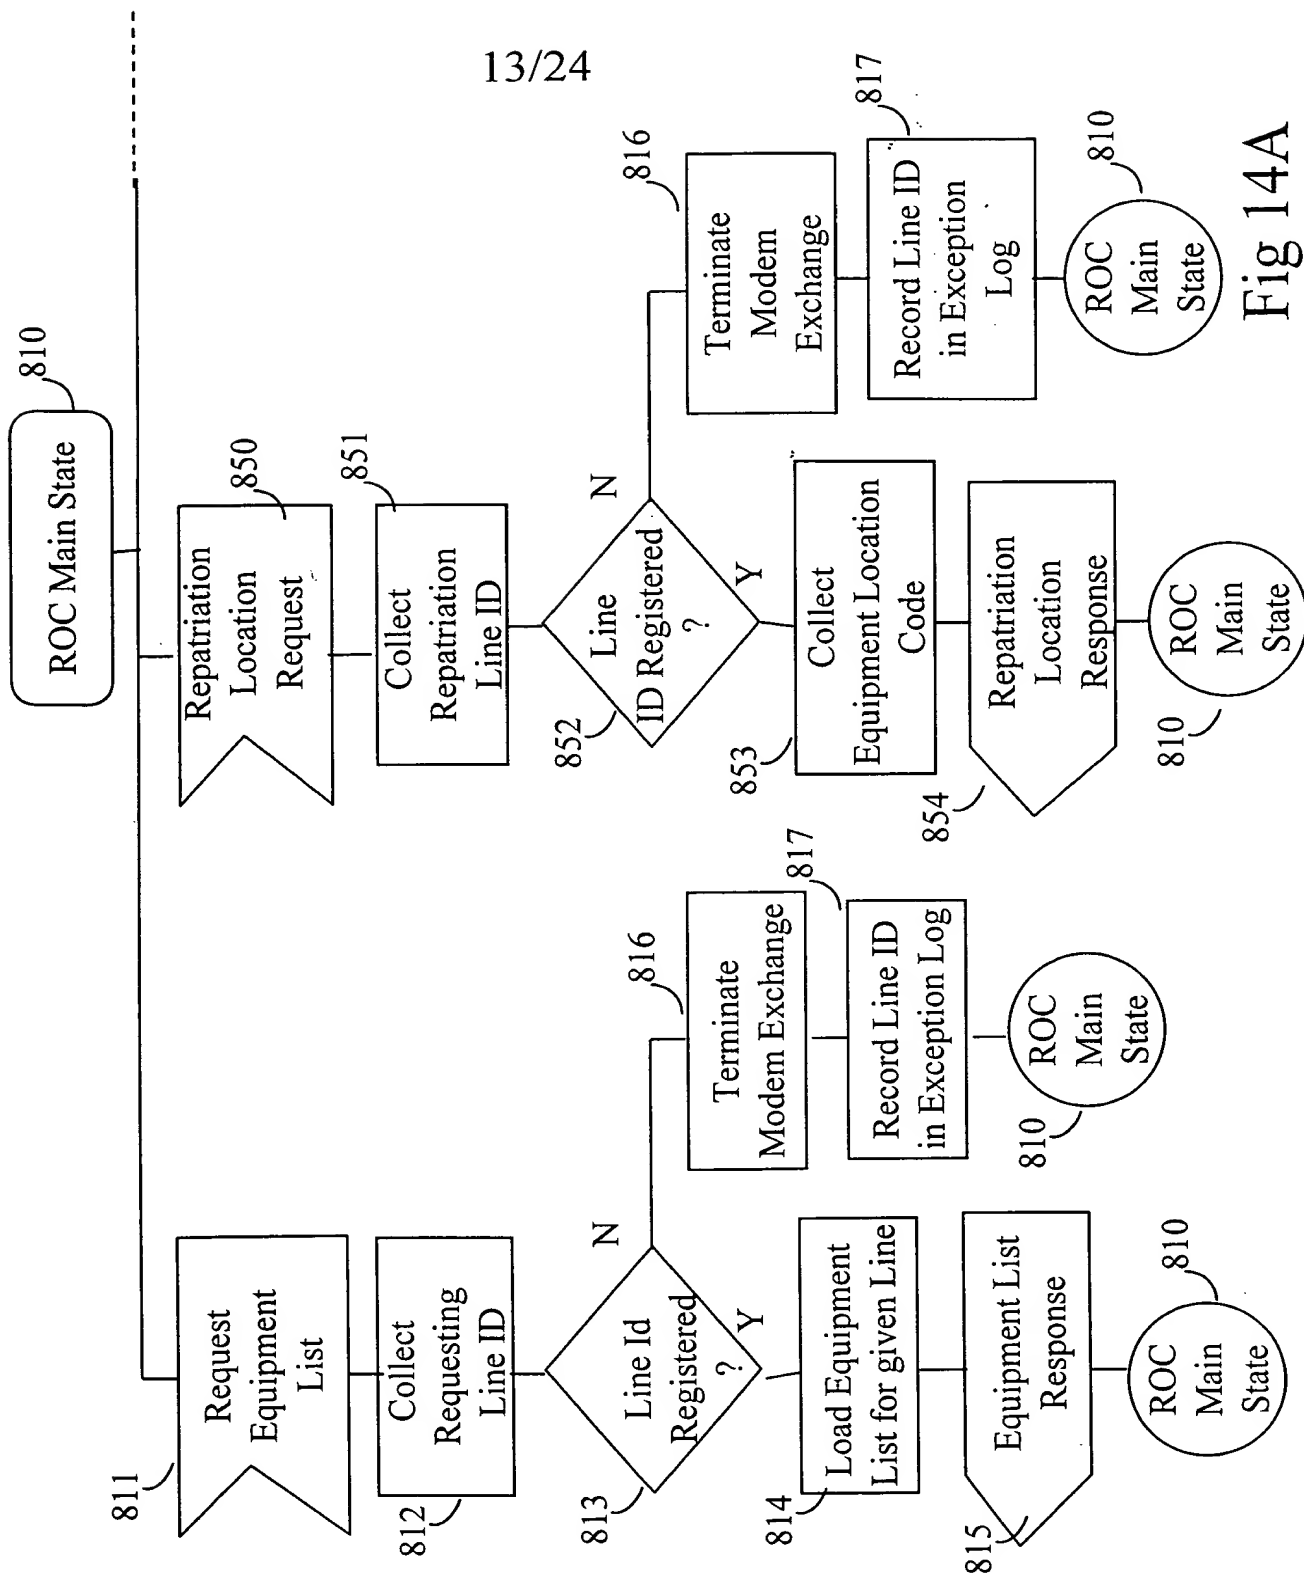 13/24
ROC Main State
810
811
Request
Equipment
List
812
Collect
Requesting
Line ID
813
Line Id
Registered
?
N
Y
816
Terminate
Modem Exchange
817
Record Line ID
in Exception Log
810
ROC
Main
State
814
Load Equipment
List for given Line
815
Equipment List
Response
810
ROC
Main
State
850
Repatriation
Location
Request
851
Collect
Repatriation
Line ID
852
Line
ID Registered
?
N
Y
816
Terminate
Modem
Exchange
817
Record Line ID
in Exception
Log
810
ROC
Main
State
853
Collect
Equipment Location
Code
854
Repatriation
Location
Response
810
ROC
Main
State
Fig 14A